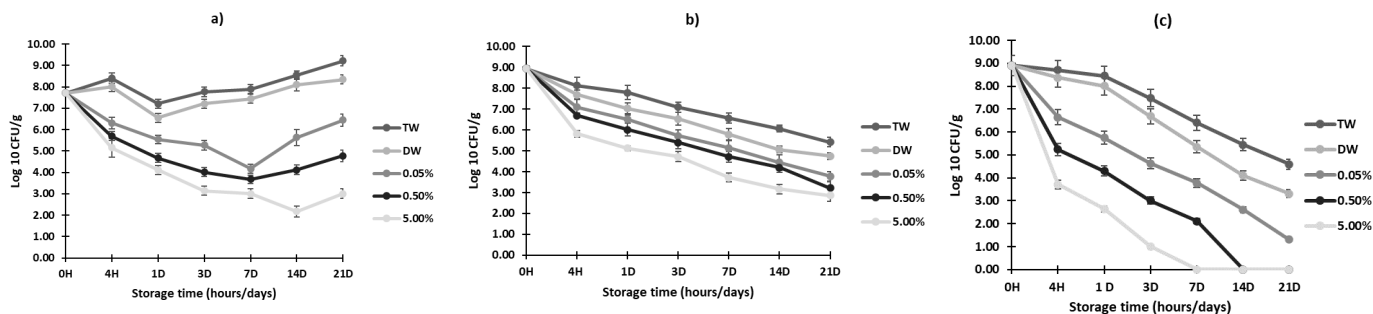 a)
10.00
9.00
8.00
7.00
6.00
5.00
4.00
3.00
2.00
1.00
0.00
Log 10 CFU/g
0H
4H
1D
3D
7D
14D
21D
Storage time (hours/days)
TW
DW
0.05%
0.50%
5.00%
b)
10.00
9.00
8.00
7.00
6.00
5.00
4.00
3.00
2.00
1.00
0.00
Log 10 CFU/g
0H
4H
1D
3D
7D
14D
21D
Storage time (hours/days)
TW
DW
0.05%
0.50%
5.00%
(c)
10.00
9.00
8.00
7.00
6.00
5.00
4.00
3.00
2.00
1.00
0.00
Log 10 CFU/g
0H
4H
1 D
3D
7D
14D
21D
Storage time (hours/days)
TW
DW
0.05%
0.50%
5.00%